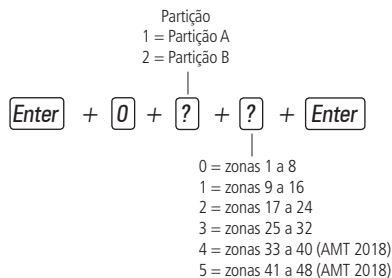 Partição
1 = Partição A
2 = Partição B
Enter + 0 + ? + ? + Enter
0 = zonas 1 a 8
1 = zonas 9 a 16
2 = zonas 17 a 24
3 = zonas 25 a 32
4 = zonas 33 a 40 (AMT 2018)
5 = zonas 41 a 48 (AMT 2018)